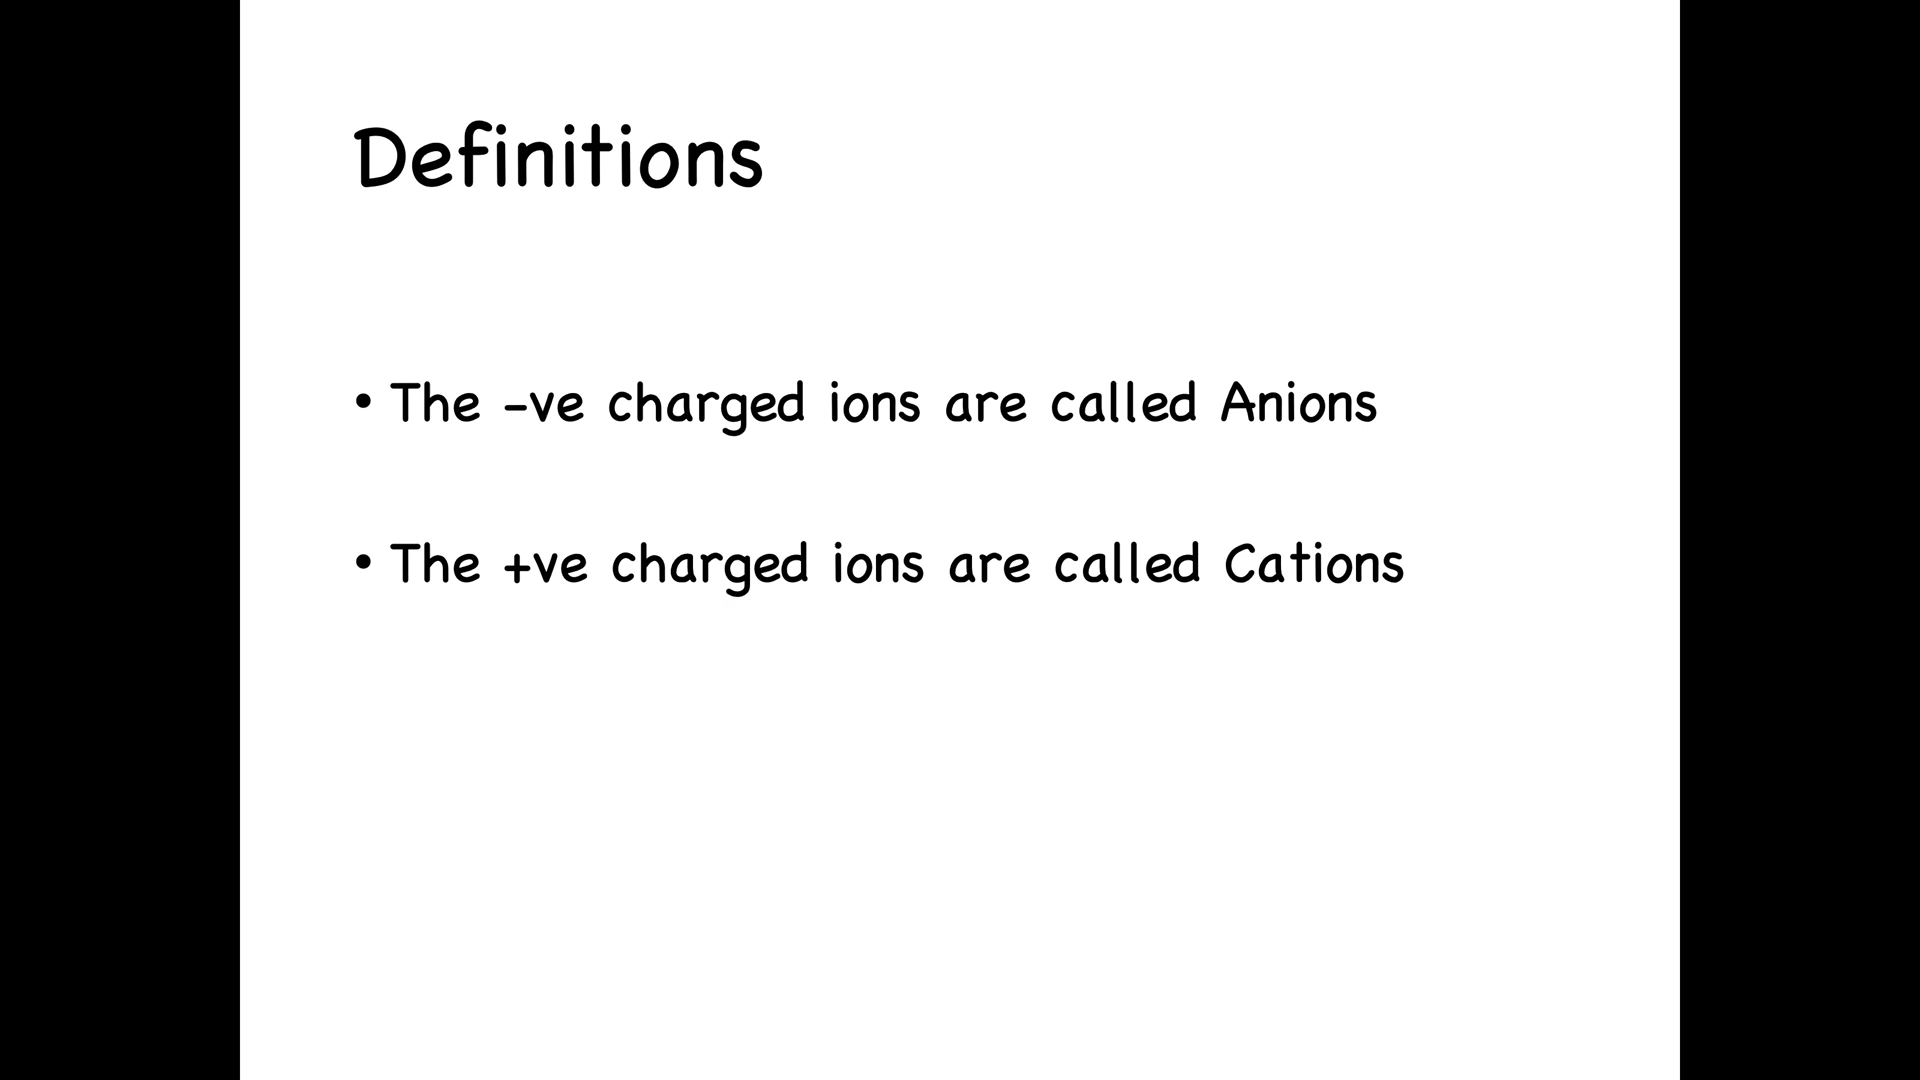 Definitions
• The -ve charged ions are called Anions
• The +ve charged ions are called Cations